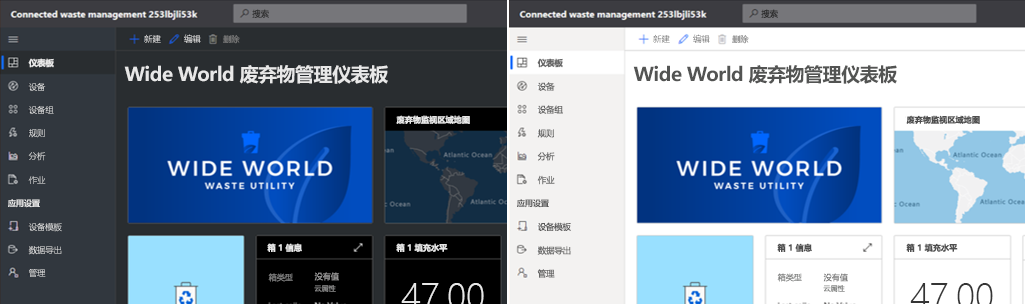 Connected waste management 253lbjli53k
搜索
新建
编辑
删除
仪表板
设备
设备组
规则
分析
作业
应用设置
设备模板
数据导出
管理
Wide World 废弃物管理仪表板
WIDE WORLD
WASTE UTILITY
废弃物监视区域地图
Atlantic Ocean
箱 1 信息
箱类型
没有值
云属性
箱 1 填充水平
47.00
Connected waste management 253lbjli53k
搜索
新建
编辑
删除
仪表板
设备
设备组
规则
分析
作业
应用设置
设备模板
数据导出
管理
Wide World 废弃物管理仪表板
WIDE WORLD
WASTE UTILITY
废弃物监视区域地图
Atlantic Ocean
箱 1 信息
箱类型
没有值
云属性
箱 1 填充水平
47.00